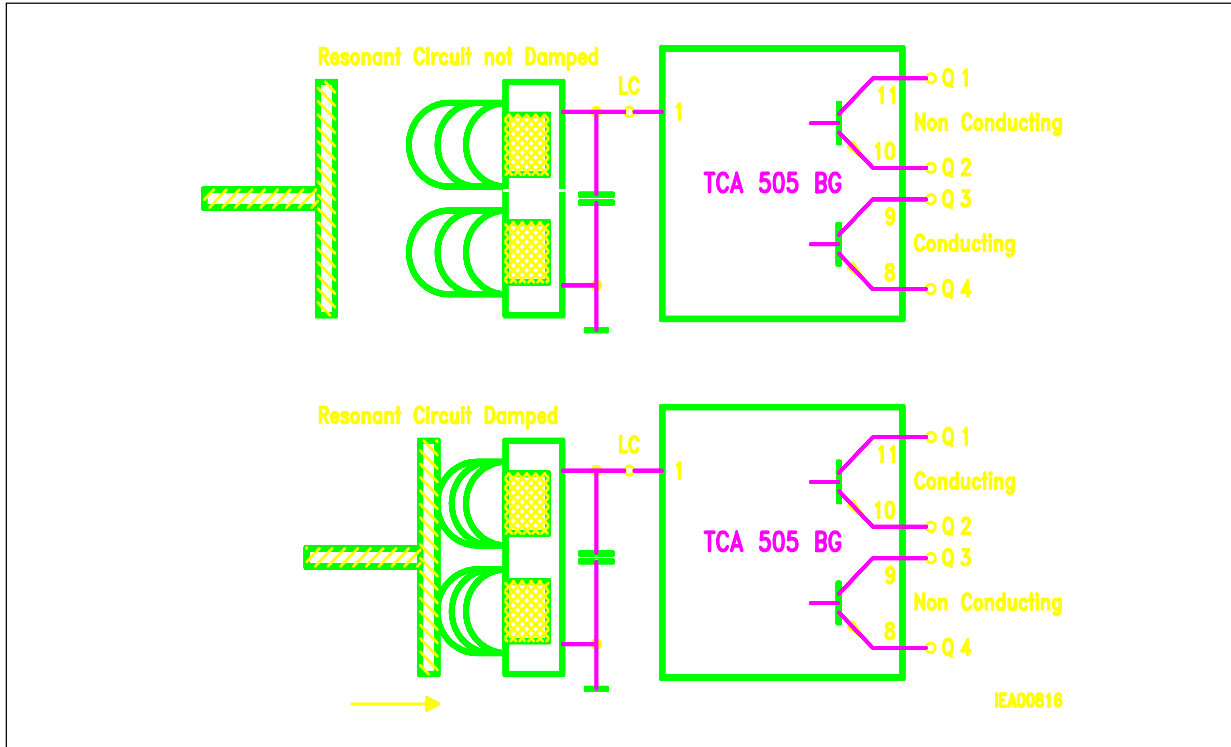 Resonant Circuit not Damped
LC
1
TCA 505 BG
11
Q 1
Non Conducting
10
Q 2
Q 3
9
Conducting
8
Q 4
Resonant Circuit Damped
LC
1
TCA 505 BG
11
Q 1
Conducting
10
Q 2
Q 3
9
Non Conducting
8
Q 4
IEA00816